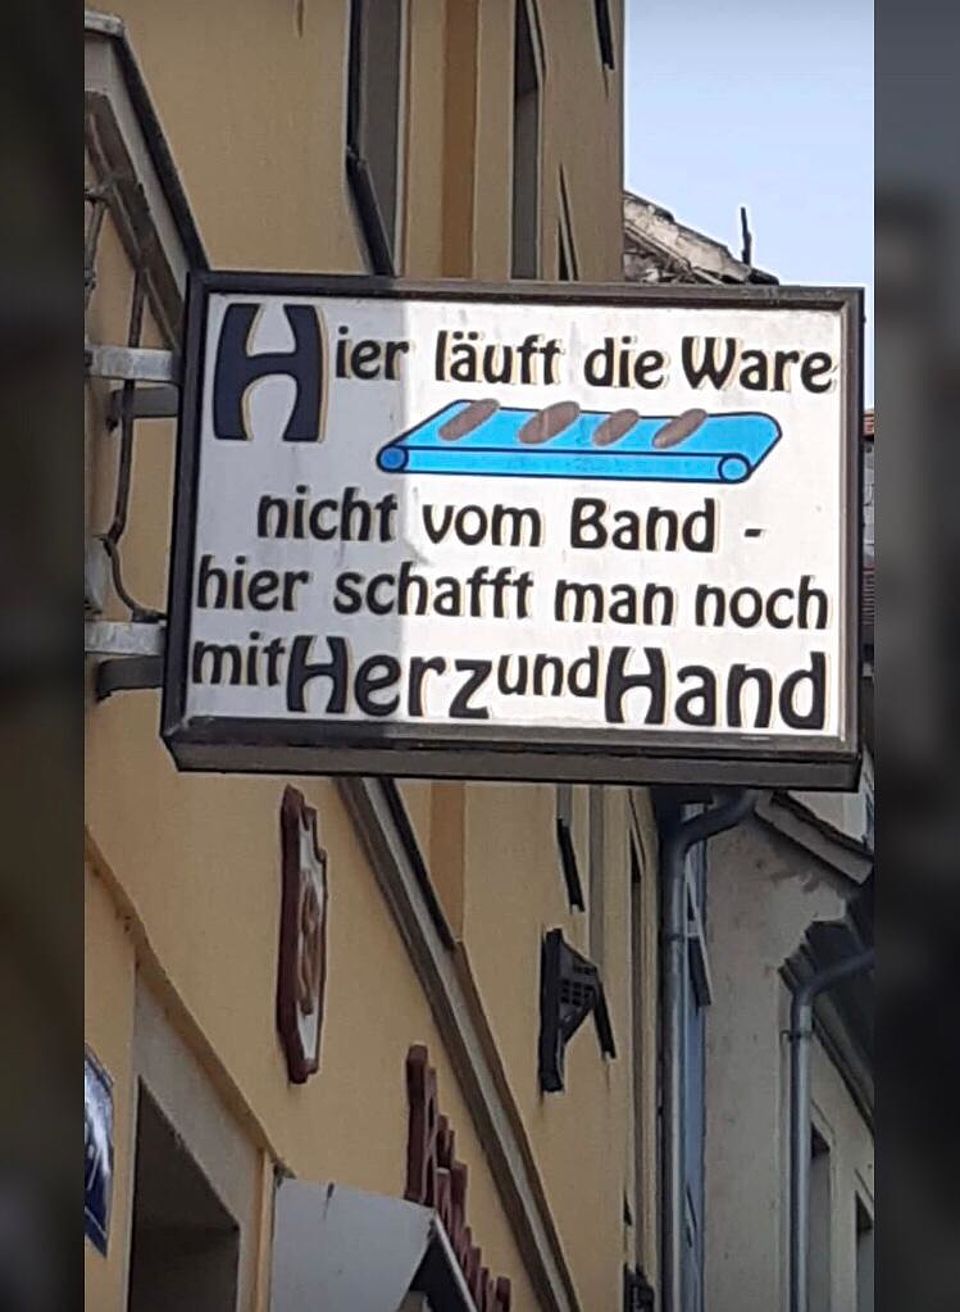 Hier läuft die Ware
nicht vom Band -
hier schafft man noch
mit Herz und Hand